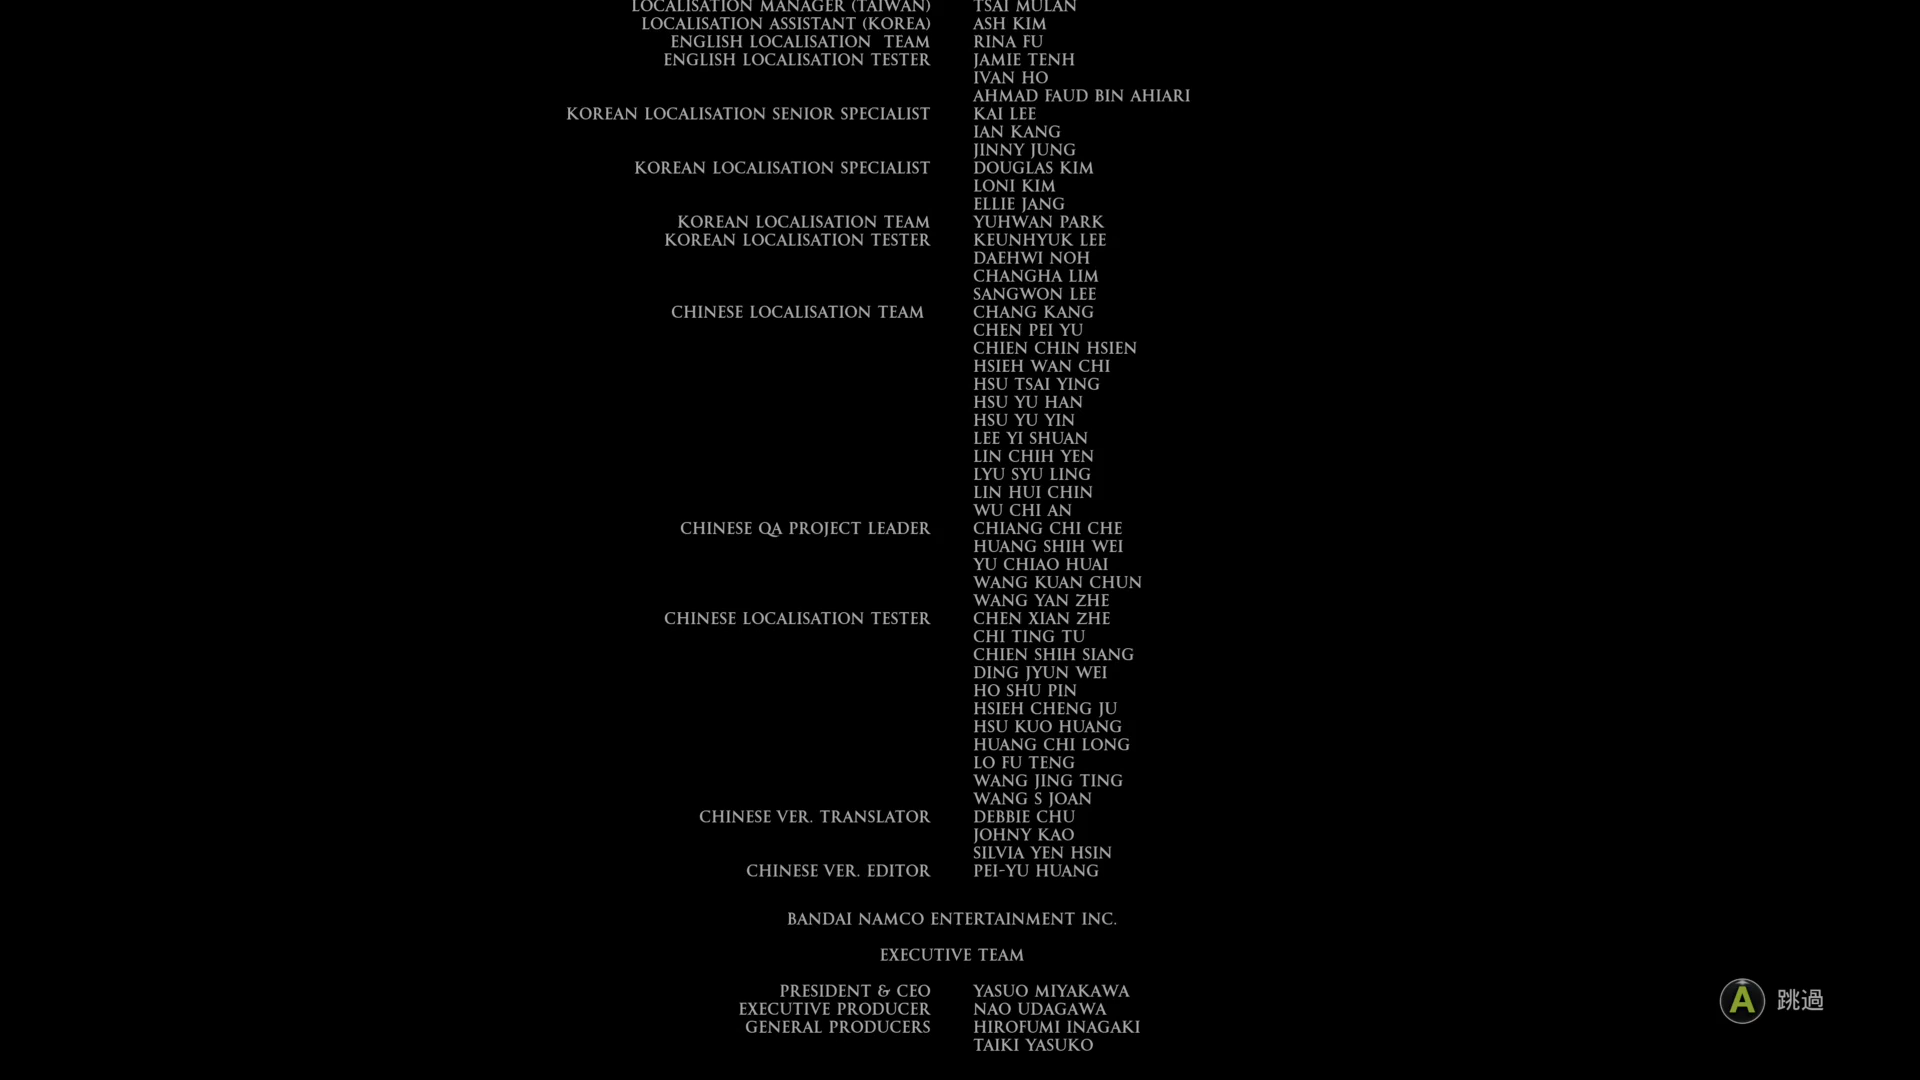 LOCALISATION MANAGER (TAIWAN) TSAI MULAN
LOCALISATION ASSISTANT (KOREA) ASH KIM
ENGLISH LOCALISATION TEAM RINA FU
ENGLISH LOCALISATION TESTER JAMIE TENH
IVAN HO
AHMAD FAUD BIN AHIARI
KOREAN LOCALISATION SENIOR SPECIALIST KAI LEE
IAN KANG
JINNY JUNG
KOREAN LOCALISATION SPECIALIST DOUGLAS KIM
LONI KIM
ELLIE JANG
KOREAN LOCALISATION TEAM YUHWAN PARK
KOREAN LOCALISATION TESTER KEUNHYUK LEE
DAEHWI NOH
CHANGHA LIM
SANGWON LEE
CHINESE LOCALISATION TEAM CHANG KANG
CHEN PEI YU
CHIEN CHIN HSIEN
HSIEH WAN CHI
HSU TSAI YING
HSU YU HAN
HSU YU YIN
LEE YI SHUAN
LIN CHIH YEN
LYU SYU LING
LIN HUI CHIN
WU CHI AN
CHINESE QA PROJECT LEADER CHIANG CHI CHE
HUANG SHIH WEI
YU CHIAO HUAI
WANG KUAN CHUN
WANG YAN ZHE
CHINESE LOCALISATION TESTER CHEN XIAN ZHE
CHI TING TU
CHIEN SHIH SIANG
DING JYUN WEI
HO SHU PIN
HSIEH CHENG JU
HSU KUO HUANG
HUANG CHI LONG
LO FU TENG
WANG JING TING
WANG S JOAN
CHINESE VER. TRANSLATOR DEBBIE CHU
JOHNY KAO
SILVIA YEN HSIN
CHINESE VER. EDITOR PEI-YU HUANG
BANDAI NAMCO ENTERTAINMENT INC.
EXECUTIVE TEAM
PRESIDENT & CEO YASUO MIYAKAWA
EXECUTIVE PRODUCER NAO UDAGAWA
GENERAL PRODUCERS HIROFUMI INAGAKI
TAIKI YASUKO
A 跳過